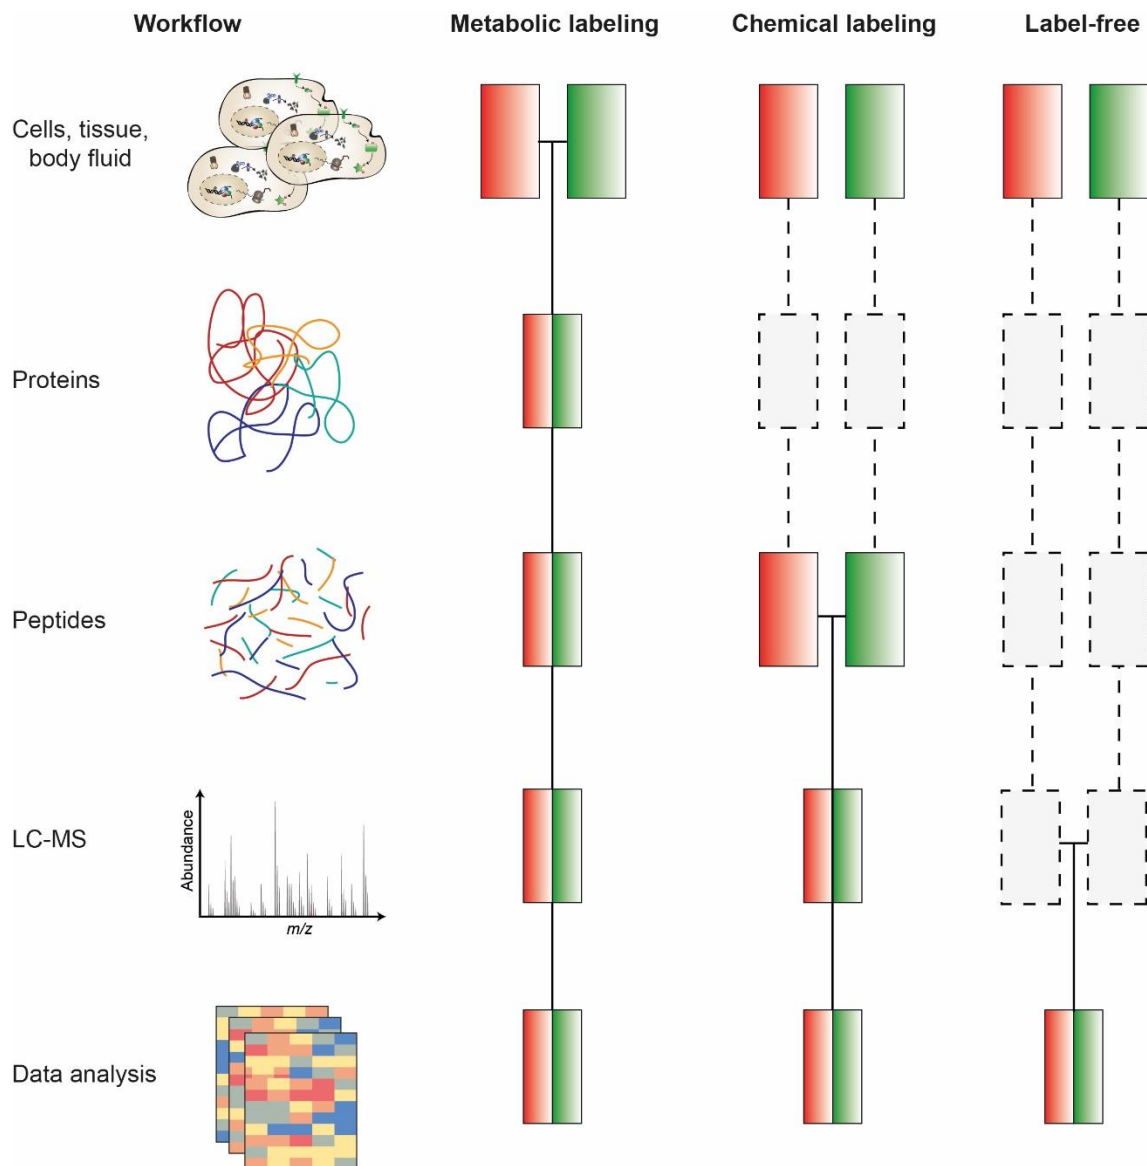 Workflow
Metabolic labeling
Chemical labeling
Label-free
Cells, tissue,
body fluid
Proteins
Peptides
LC-MS
Abundance
m/z
Data analysis